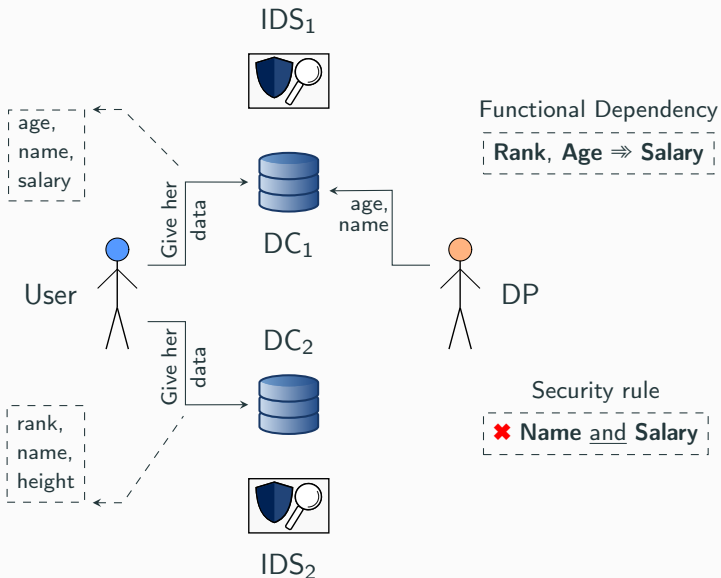 IDS₁
age,
name,
salary
Functional Dependency
Rank, Age ⇛ Salary
Give her
data
age,
name
DC₁
User
DP
DC₂
Give her
data
Security rule
✖ Name and Salary
rank,
name,
height
IDS₂